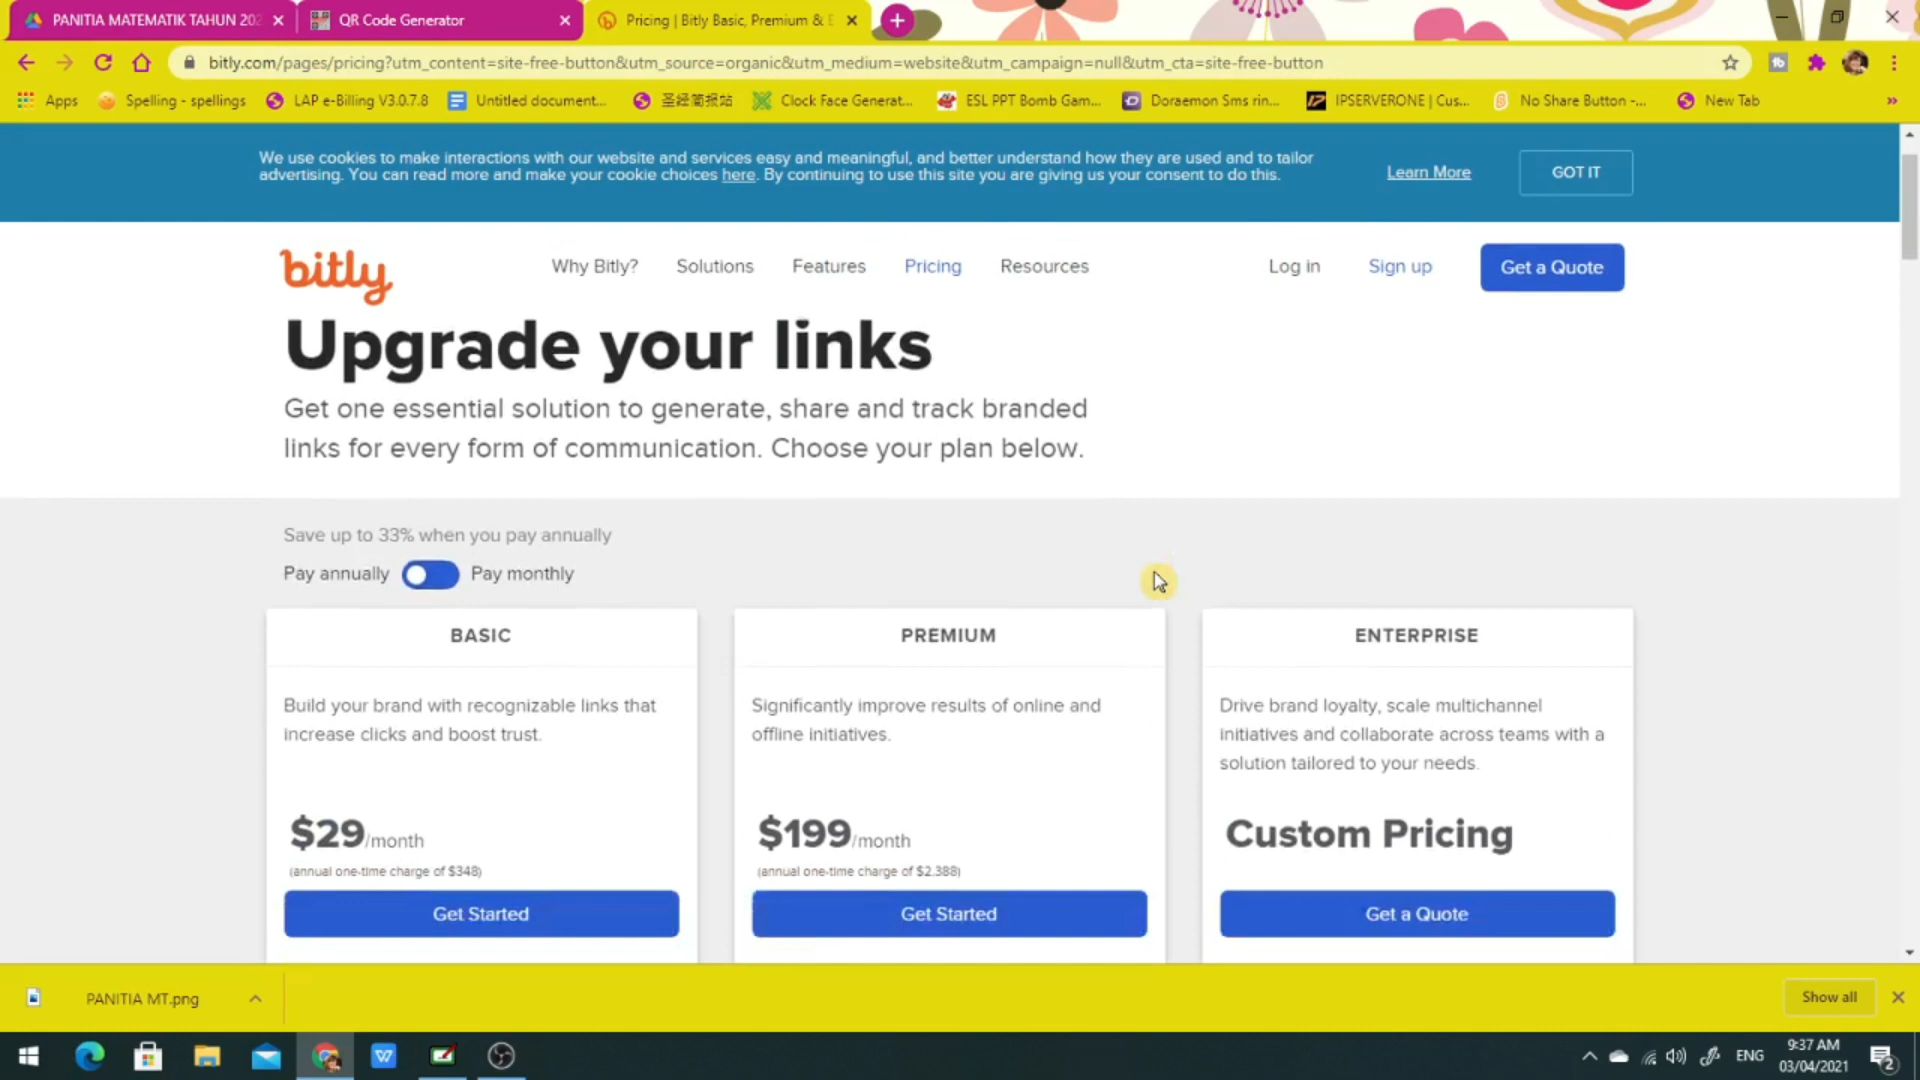 PANITIA MATEMATIK TAHUN 202
QR Code Generator
Pricing | Bitly Basic, Premium & E
bitly.com/pages/pricing?utm_content=site-free-button&utm_source=organic&utm_medium=website&utm_campaign=null&utm_cta=site-free-button
Apps
Spelling - spellings
LAP e-Billing V3.0.7.8
Untitled document...
圣经简报站
Clock Face Generat...
ESL PPT Bomb Gam...
Doraemon Sms rin...
IPSERVERONE | Cus...
No Share Button -...
New Tab
We use cookies to make interactions with our website and services easy and meaningful, and better understand how they are used and to tailor
advertising. You can read more and make your cookie choices here. By continuing to use this site you are giving us your consent to do this.
Learn More
GOT IT
bitly
Why Bitly?
Solutions
Features
Pricing
Resources
Log in
Sign up
Get a Quote
Upgrade your links
Get one essential solution to generate, share and track branded
links for every form of communication. Choose your plan below.
Save up to 33% when you pay annually
Pay annually
Pay monthly
BASIC
Build your brand with recognizable links that
increase clicks and boost trust.
$29/month
(annual one-time charge of $348)
Get Started
PREMIUM
Significantly improve results of online and
offline initiatives.
$199/month
(annual one-time charge of $2,388)
Get Started
ENTERPRISE
Drive brand loyalty, scale multichannel
initiatives and collaborate across teams with a
solution tailored to your needs.
Custom Pricing
Get a Quote
PANITIA MT.png
Show all
ENG
9:37 AM
03/04/2021
2